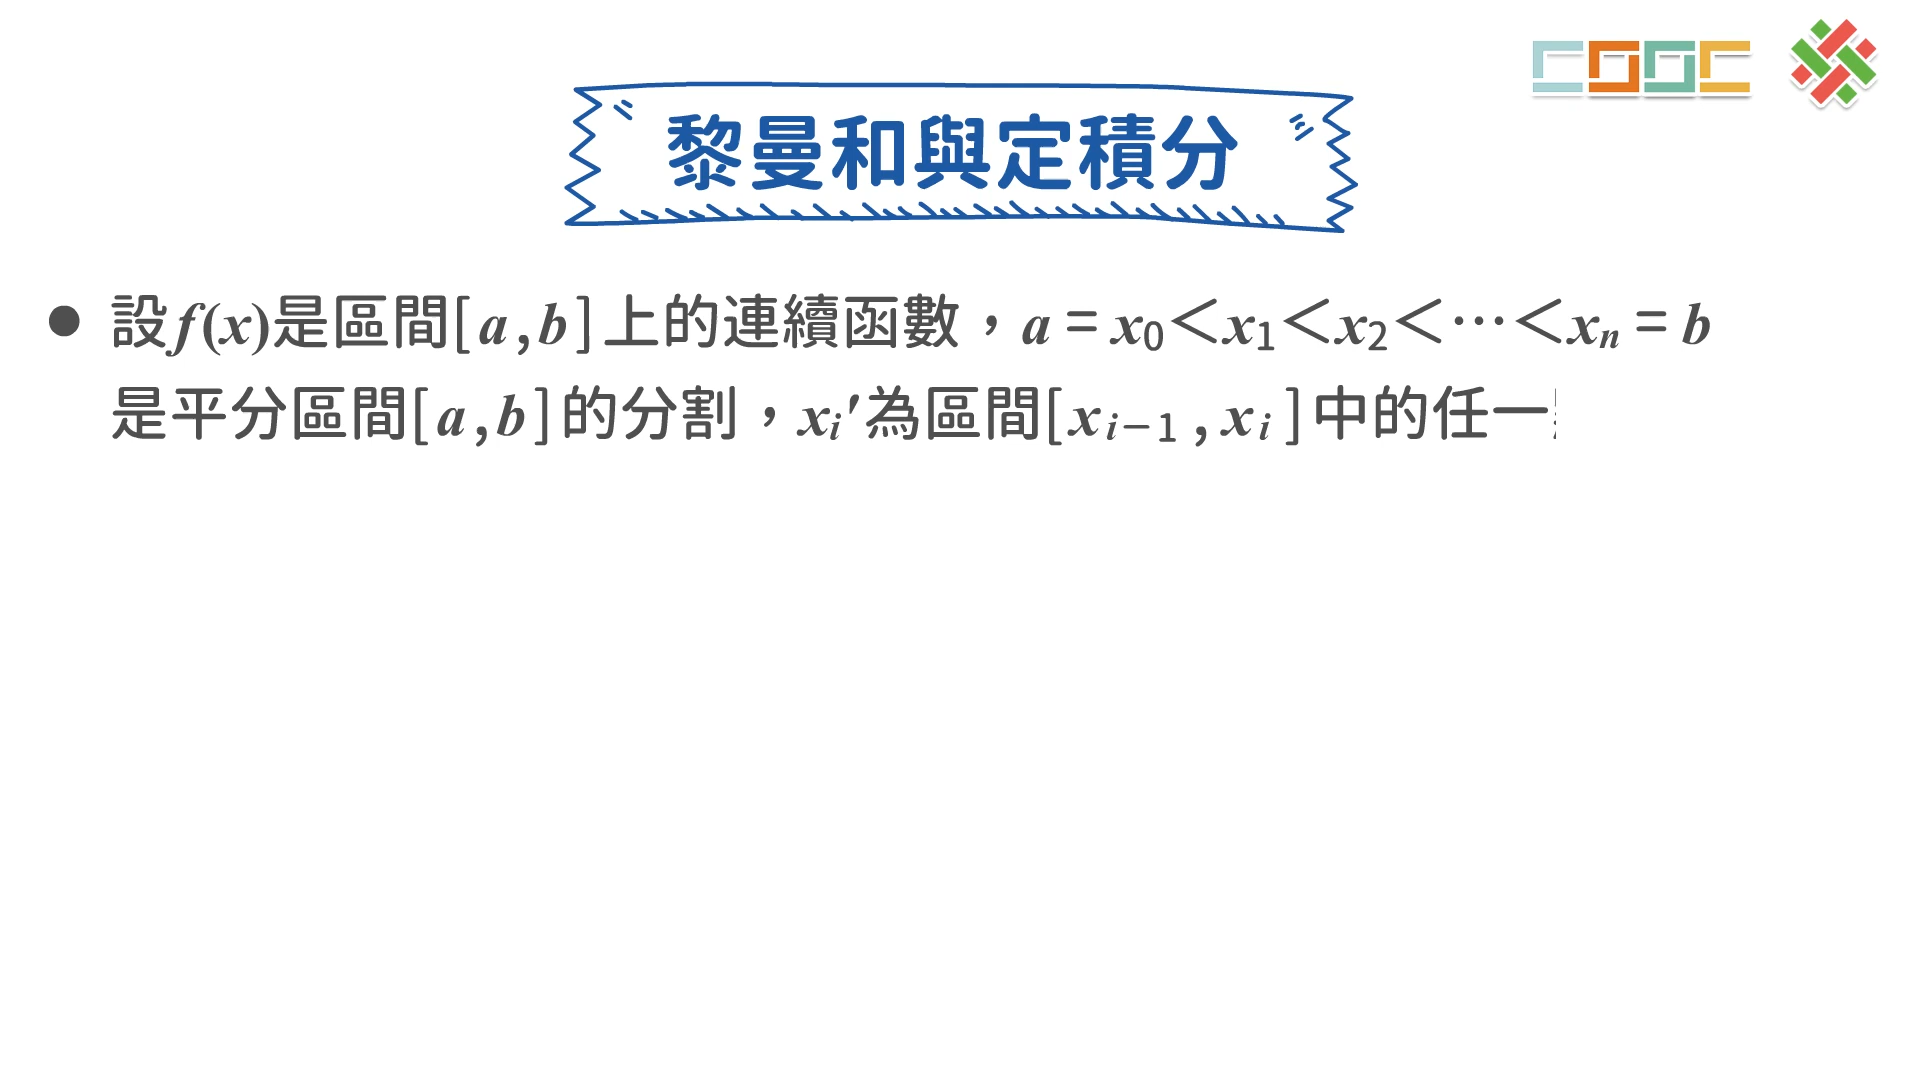 黎曼和與定積分
● 設f(x)是區間[a,b]上的連續函數，a = x₀＜x₁＜x₂＜⋯＜xₙ = b
是平分區間[a,b]的分割，xᵢ′為區間[xᵢ₋₁,xᵢ]中的任一